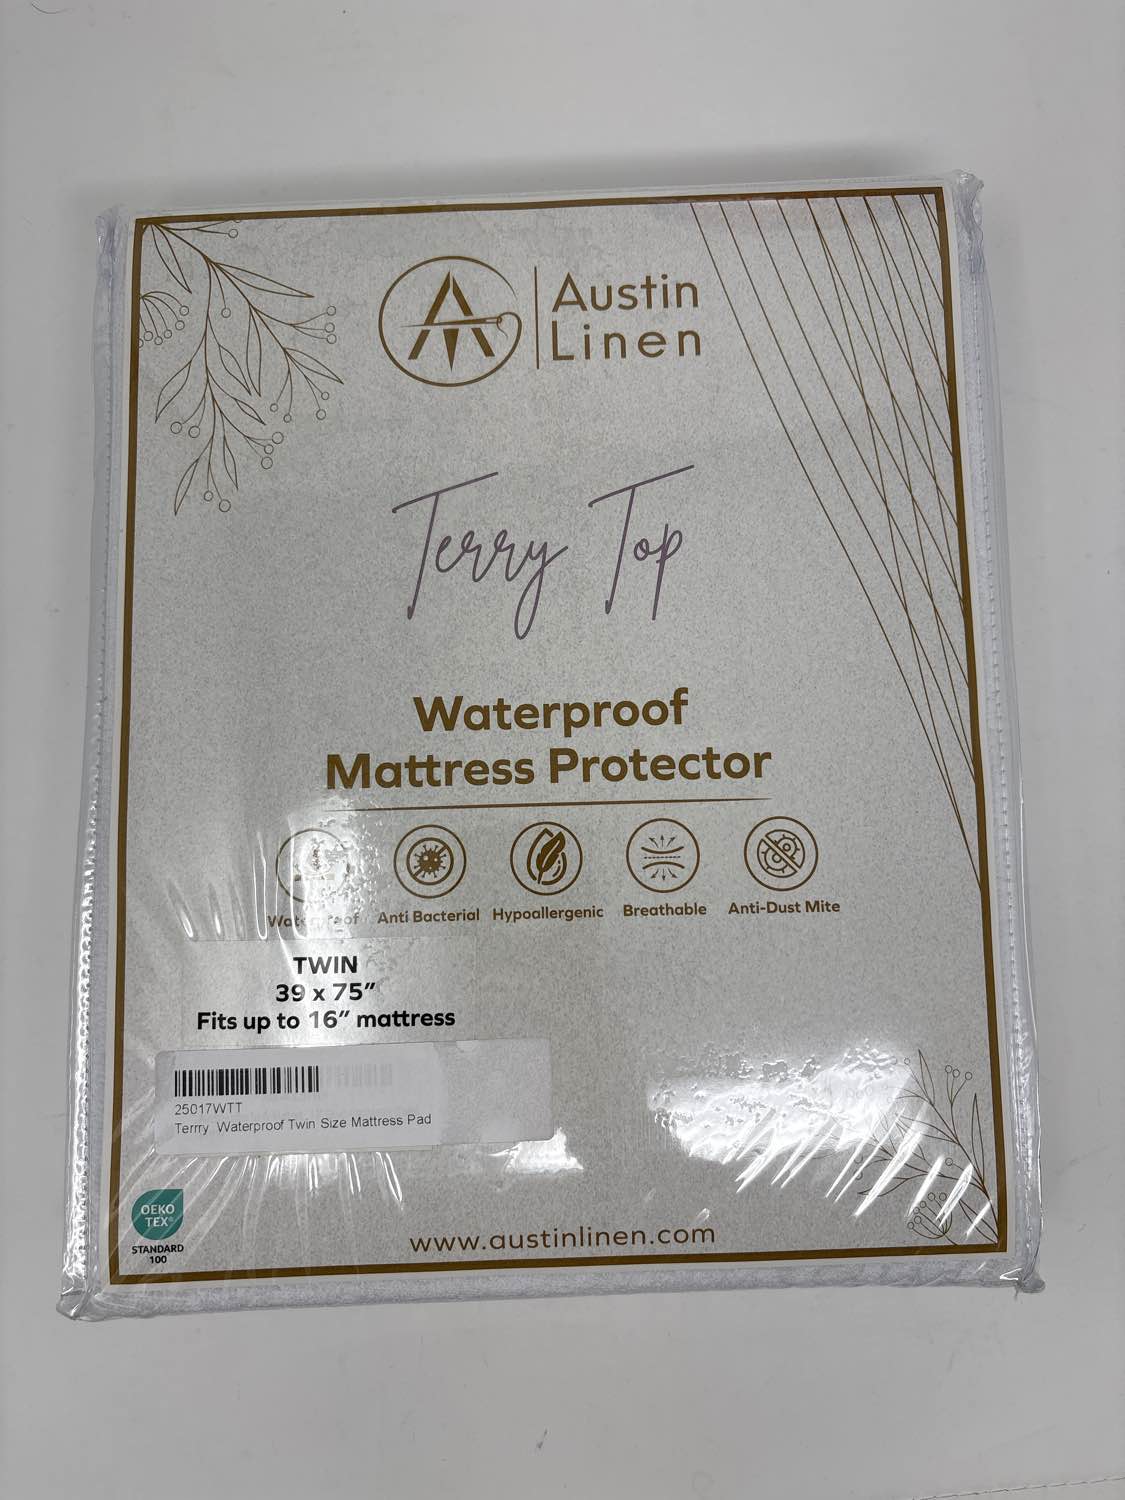 Austin
Linen
Terry Top
Waterproof
Mattress Protector
Waterproof Anti Bacterial Hypoallergenic Breathable Anti-Dust Mite
TWIN
39 x 75"
Fits up to 16" mattress
25017WTT
Terrry Waterproof Twin Size Mattress Pad
OEKO
TEX®
STANDARD
100
www.austinlinen.com